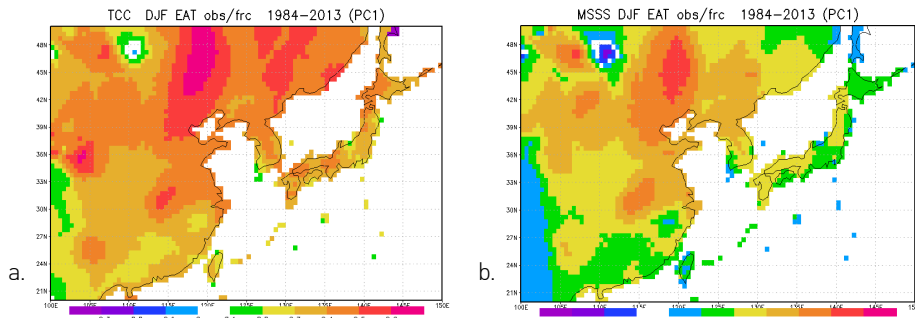 TCC DJF EAT obs/frc 1984-2013 (PC1)
48N
45N
42N
39N
36N
33N
30N
27N
24N
21N
100E 105E 110E 115E 120E 125E 130E 135E 140E 145E 150E
a.
MSSS DJF EAT obs/frc 1984-2013 (PC1)
48N
45N
42N
39N
36N
33N
30N
27N
24N
21N
100E 105E 110E 115E 120E 125E 130E 135E 140E 145E 150E
b.